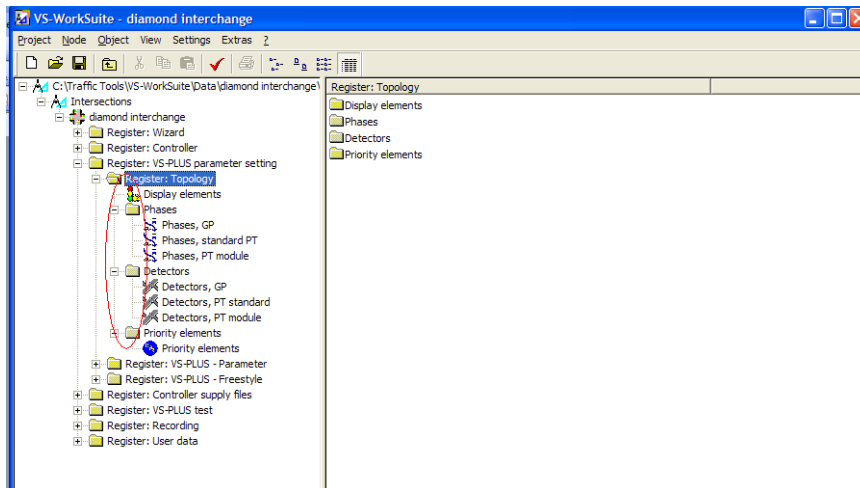 VS-WorkSuite - diamond interchange
Project Node Object View Settings Extras ?
C:\Traffic Tools\VS-WorkSuite\Data\diamond interchange\
Register: Topology
Intersections
Display elements
diamond interchange
Phases
Register: Wizard
Detectors
Register: Controller
Priority elements
Register: VS-PLUS parameter setting
Register: Topology
Display elements
Phases
Phases, GP
Phases, standard PT
Phases, PT module
Detectors
Detectors, GP
Detectors, PT standard
Detectors, PT module
Priority elements
Priority elements
Register: VS-PLUS - Parameter
Register: VS-PLUS - Freestyle
Register: Controller supply files
Register: VS-PLUS test
Register: Recording
Register: User data